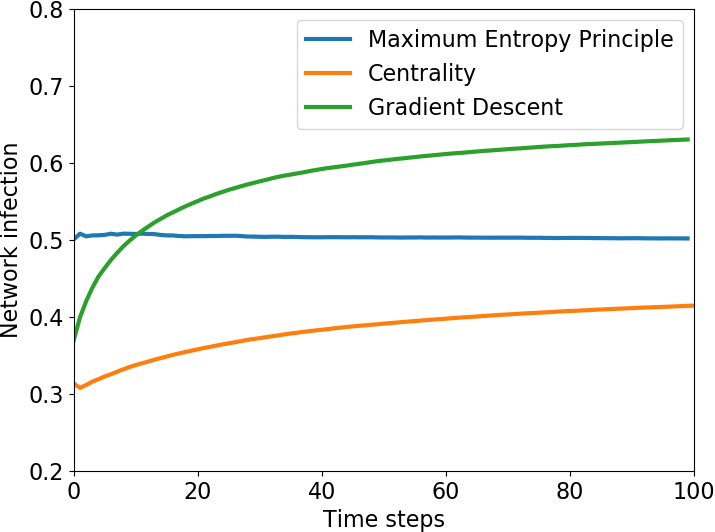 0.8
0.7
0.6
0.5
0.4
0.3
0.2
Network infection
Maximum Entropy Principle
Centrality
Gradient Descent
0 20 40 60 80 100
Time steps